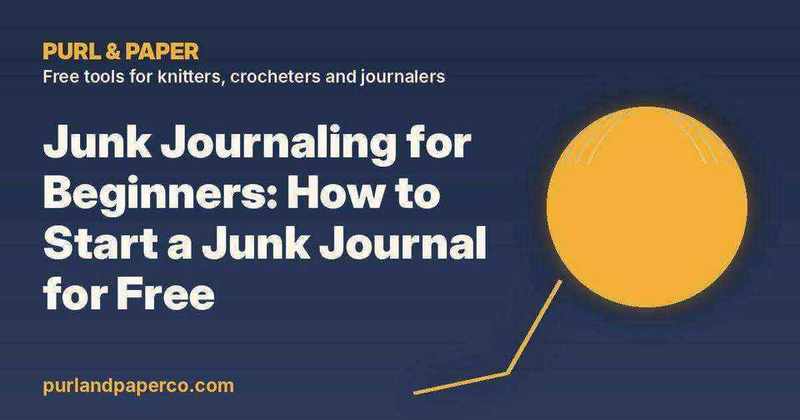 PURL & PAPER
Free tools for knitters, crocheters and journalers
Junk Journaling for
Beginners: How to
Start a Junk Journal
for Free
purlandpaperco.com